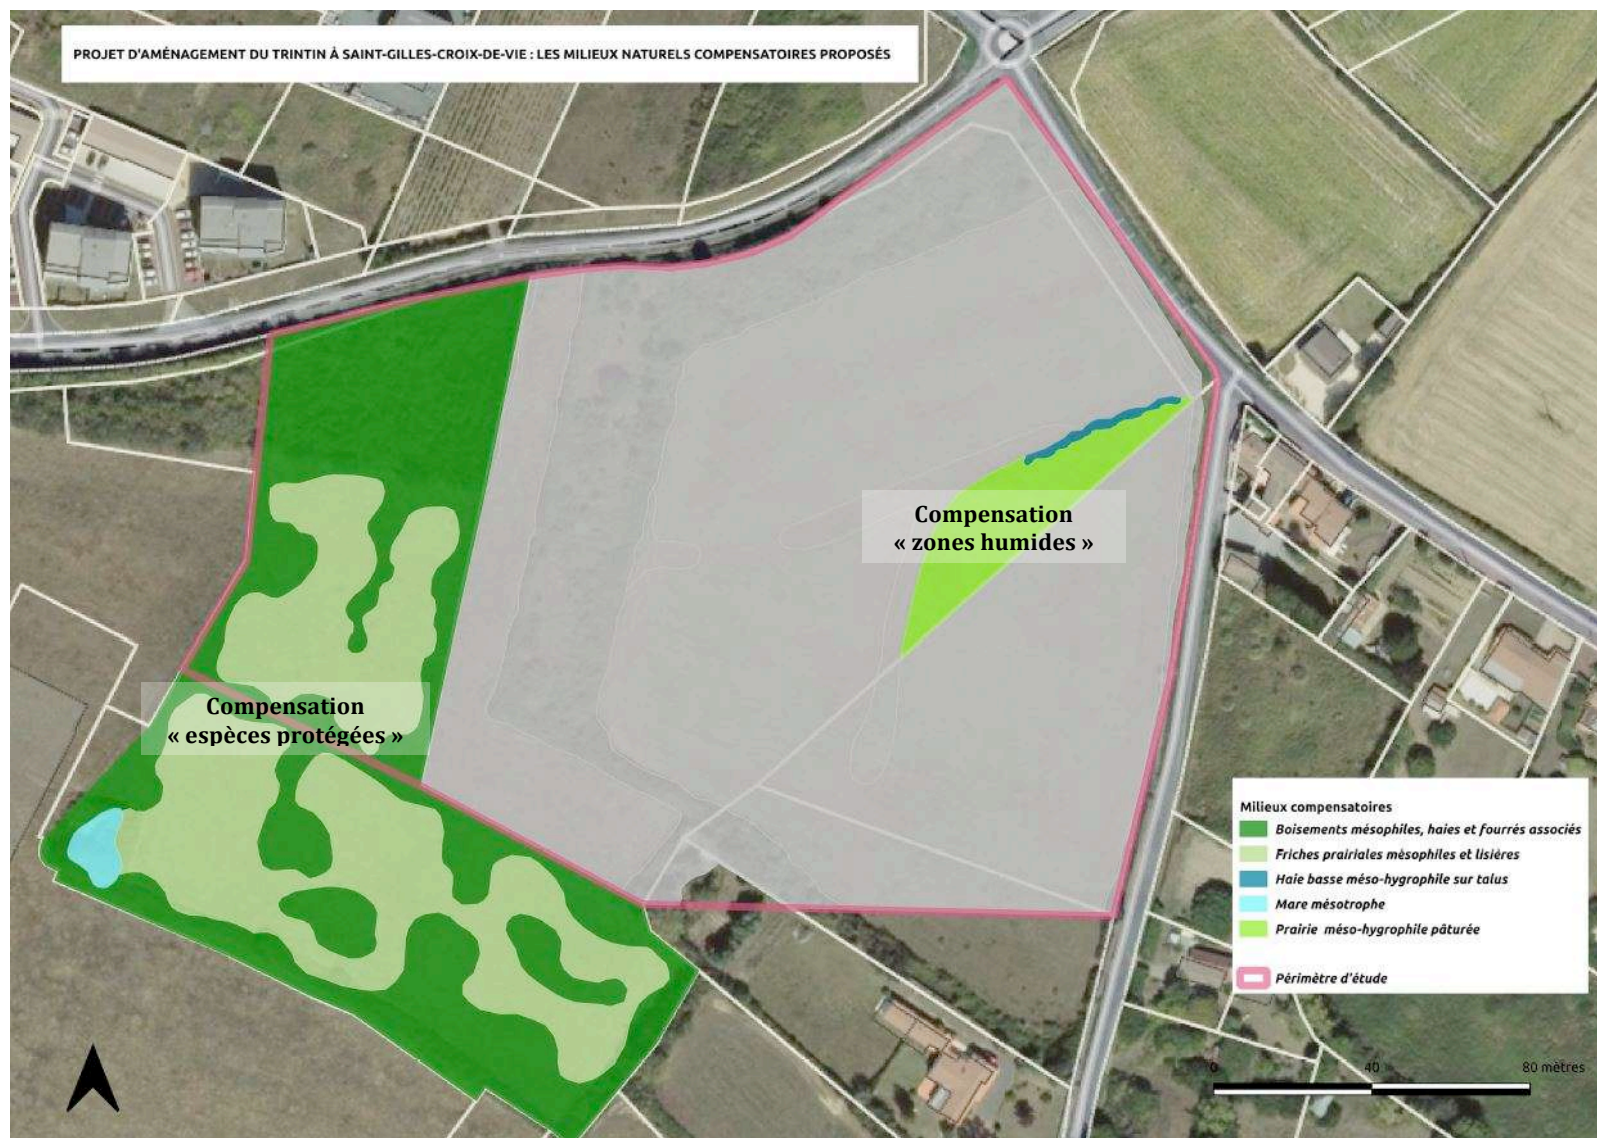 PROJET D'AMÉNAGEMENT DU TRINTIN À SAINT-GILLES-CROIX-DE-VIE : LES MILIEUX NATURELS COMPENSATOIRES PROPOSÉS
Compensation
« zones humides »
Compensation
« espèces protégées »
Milieux compensatoires
Boisements mésophiles, haies et fourrés associés
Friches prairiales mésophiles et lisières
Haie basse méso-hygrophile sur talus
Mare mésotrophe
Prairie méso-hygrophile pâturée
Périmètre d'étude
0 40 80 mètres